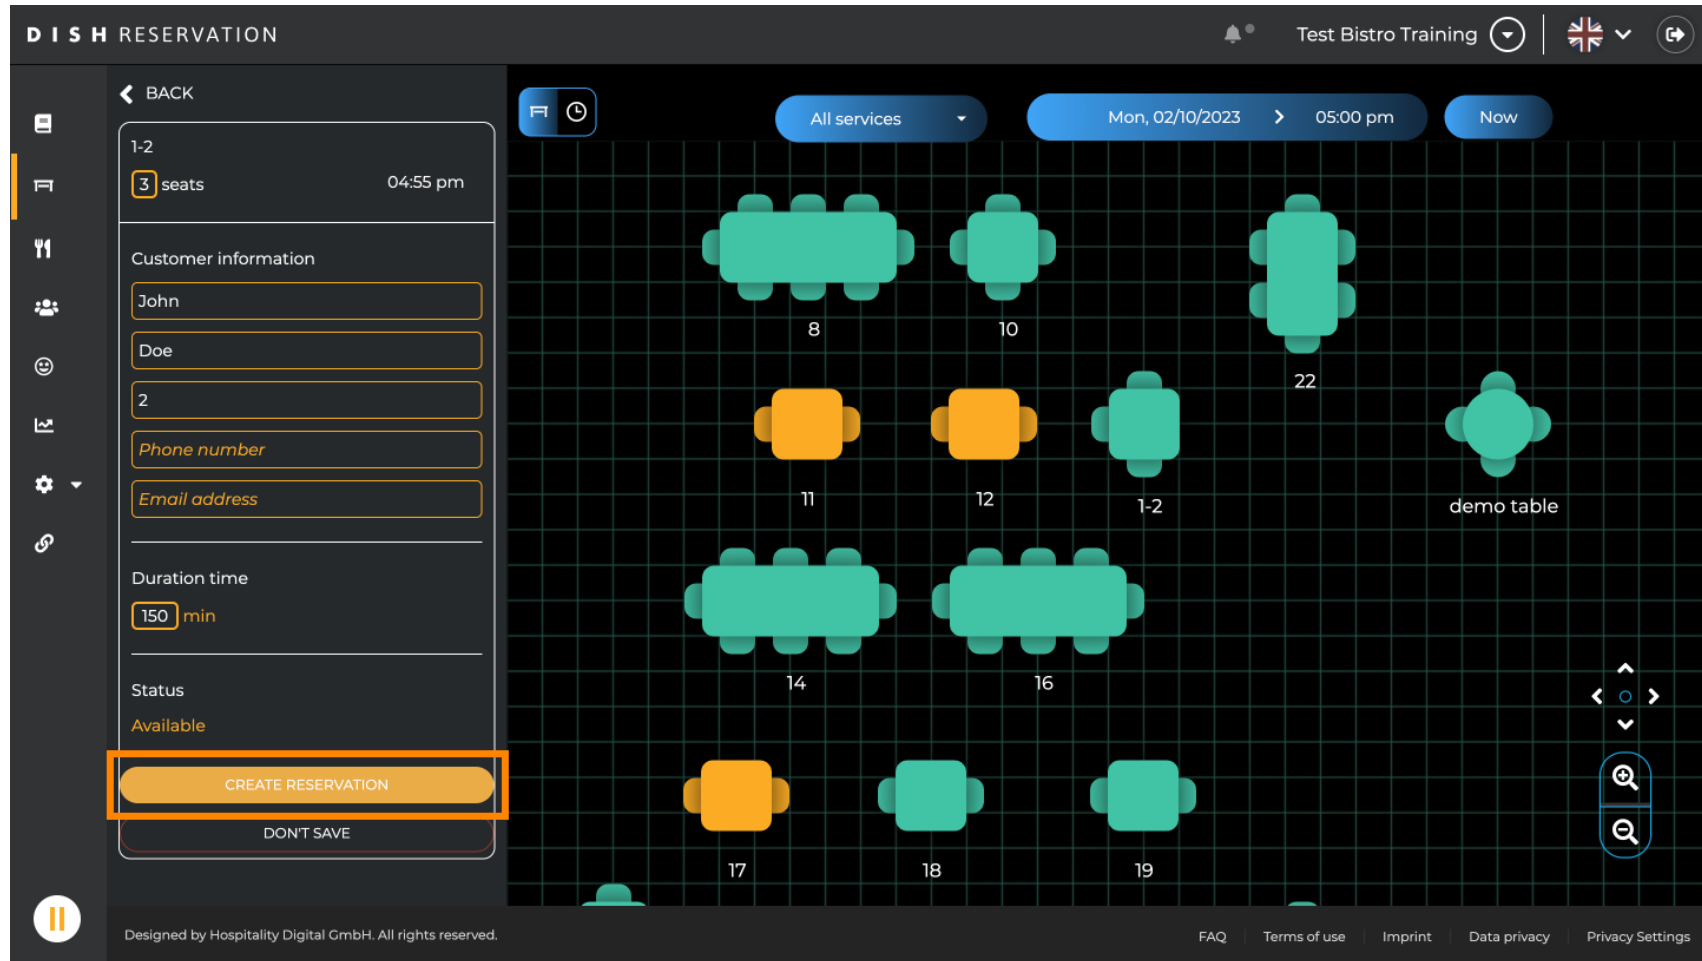 DISH RESERVATION
Test Bistro Training
BACK
1-2
3 seats 04:55 pm
Customer information
John
Doe
2
Phone number
Email address
Duration time
150 min
Status
Available
CREATE RESERVATION
DON'T SAVE
All services
Mon, 02/10/2023 05:00 pm
Now
8
10
22
11
12
1-2
demo table
14
16
17
18
19
Designed by Hospitality Digital GmbH. All rights reserved.
FAQ
Terms of use
Imprint
Data privacy
Privacy Settings